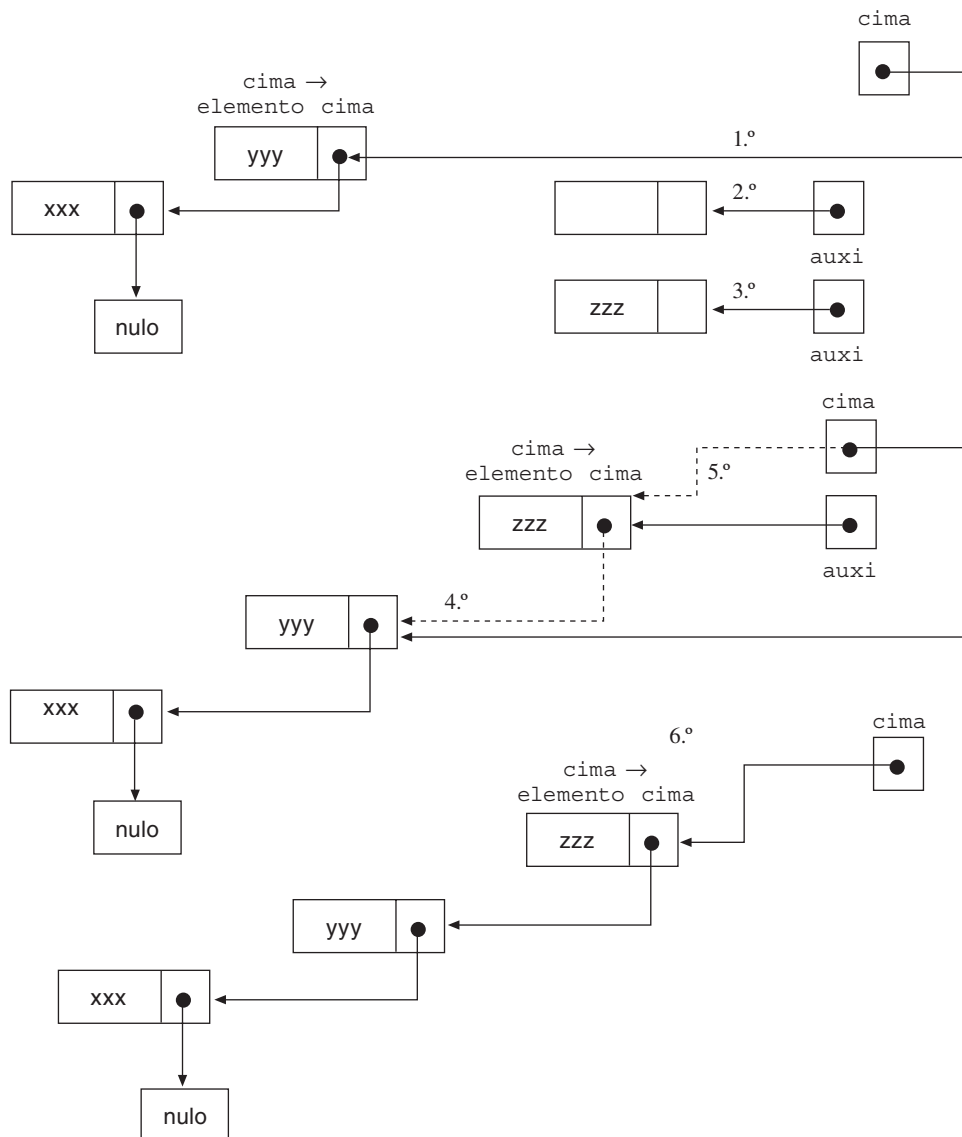 cima
cima →
elemento cima
yyy
1.º
xxx
2.º
auxi
nulo
zzz
3.º
auxi
cima
cima →
elemento cima
5.º
zzz
auxi
4.º
yyy
xxx
cima
6.º
cima →
elemento cima
nulo
zzz
yyy
xxx
nulo